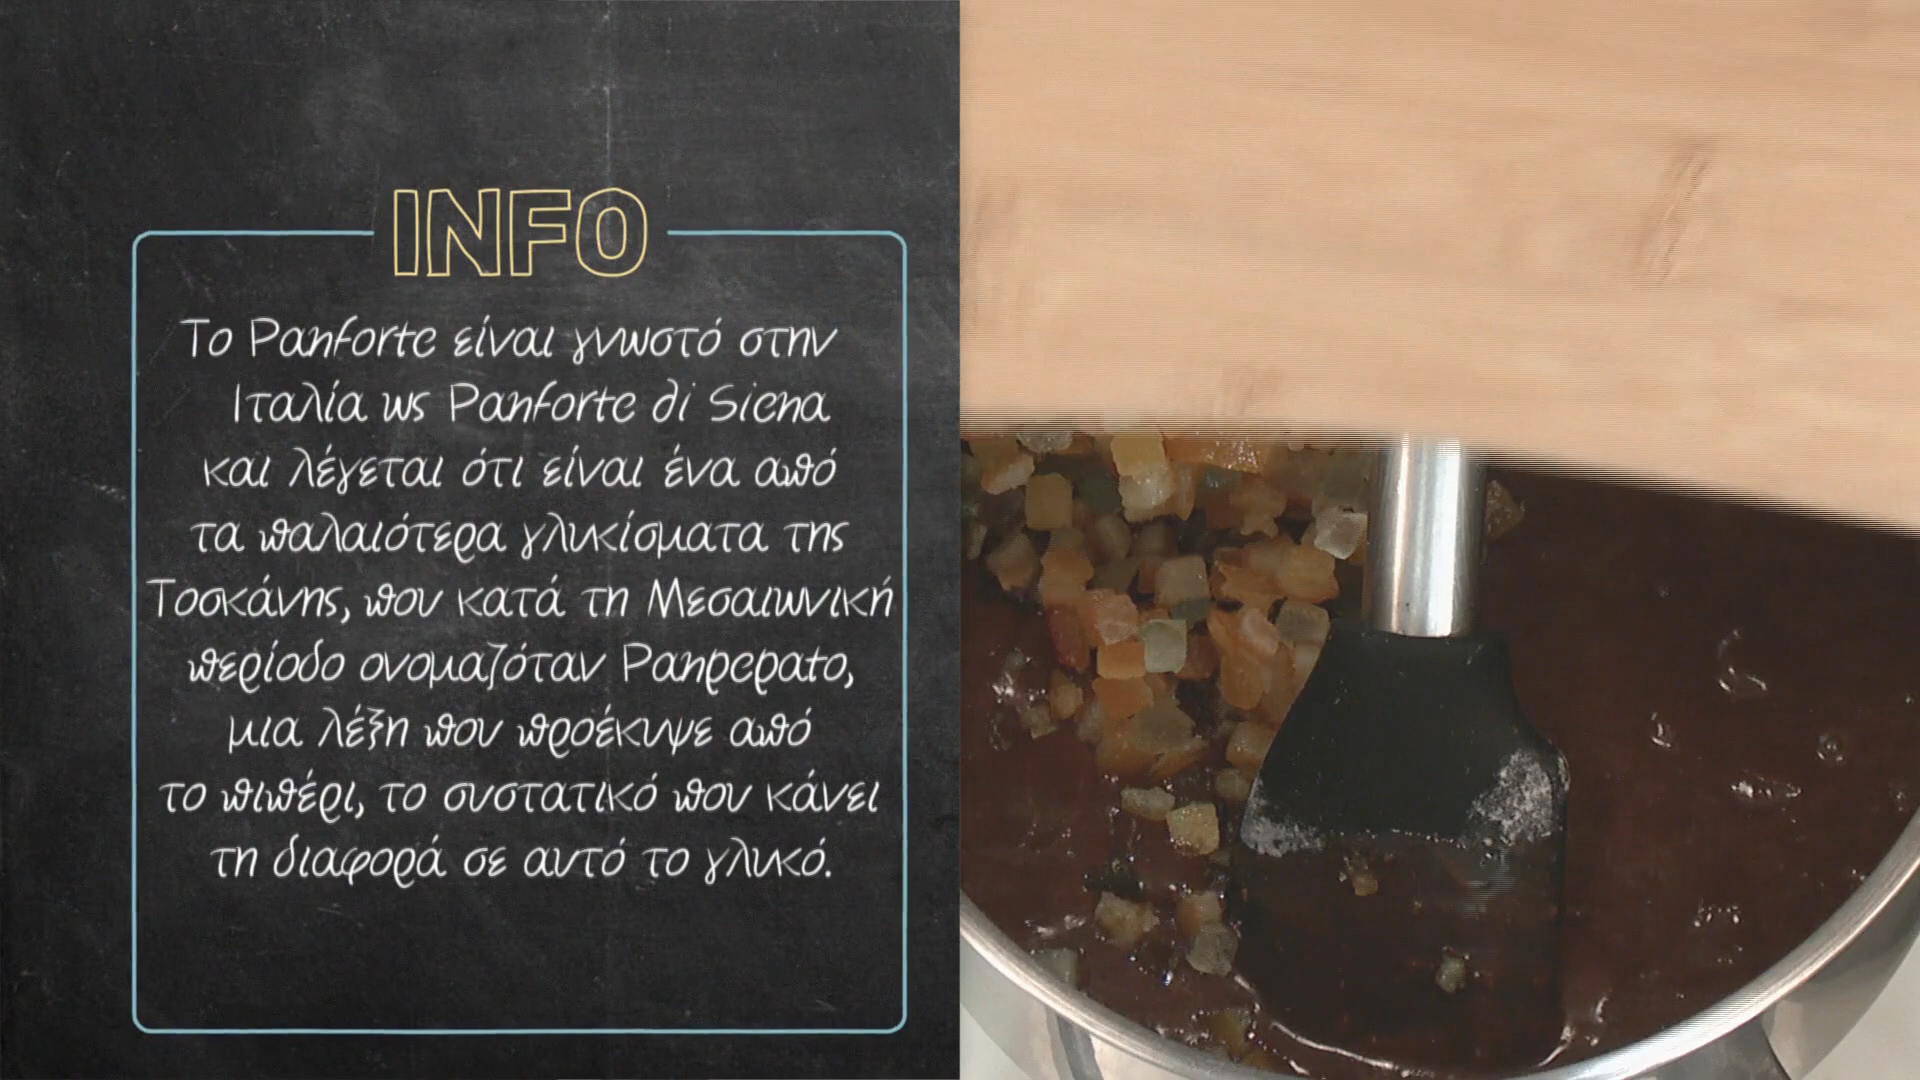 INFO
Το Panforte είναι γνωστό στην
Ιταλία ως Panforte di Siena
και λέγεται ότι είναι ένα από
τα παλαιότερα γλυκίσματα της
Τοσκάνης, που κατά τη Μεσαιωνική
περίοδο ονομαζόταν Panpepato,
μια λέξη που προέκυψε από
το πιπέρι, το συστατικό που κάνει
τη διαφορά σε αυτό το γλυκό.